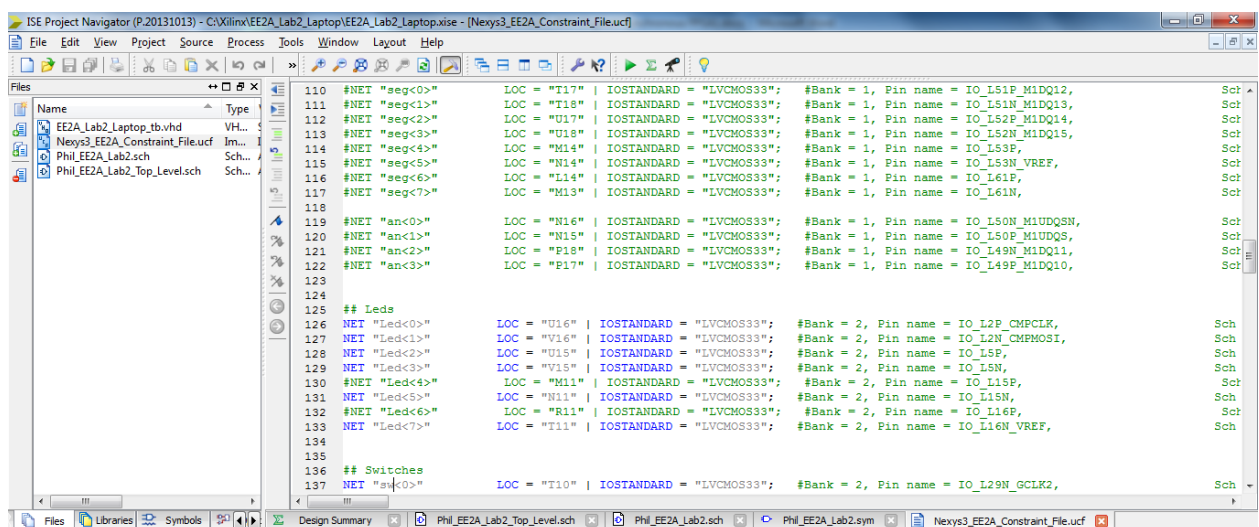 ISE Project Navigator (P.20131013) - C:\Xilinx\EE2A_Lab2_Laptop\EE2A_Lab2_Laptop.xise - [Nexys3_EE2A_Constraint_File.ucf]
File Edit View Project Source Process Tools Window Layout Help
Files
Name Type
EE2A_Lab2_Laptop_tb.vhd VH...
Nexys3_EE2A_Constraint_File.ucf Im...
Phil_EE2A_Lab2.sch Sch...
Phil_EE2A_Lab2_Top_Level.sch Sch...
110 #NET "seg<0>" LOC = "T17" | IOSTANDARD = "LVCMOS33"; #Bank = 1, Pin name = IO_L51P_M1DQ12, Sch
111 #NET "seg<1>" LOC = "T18" | IOSTANDARD = "LVCMOS33"; #Bank = 1, Pin name = IO_L51N_M1DQ13, Sch
112 #NET "seg<2>" LOC = "U17" | IOSTANDARD = "LVCMOS33"; #Bank = 1, Pin name = IO_L52P_M1DQ14, Sch
113 #NET "seg<3>" LOC = "U18" | IOSTANDARD = "LVCMOS33"; #Bank = 1, Pin name = IO_L52N_M1DQ15, Sch
114 #NET "seg<4>" LOC = "M14" | IOSTANDARD = "LVCMOS33"; #Bank = 1, Pin name = IO_L53P, Sch
115 #NET "seg<5>" LOC = "N14" | IOSTANDARD = "LVCMOS33"; #Bank = 1, Pin name = IO_L53N_VREF, Sch
116 #NET "seg<6>" LOC = "L14" | IOSTANDARD = "LVCMOS33"; #Bank = 1, Pin name = IO_L61P, Sch
117 #NET "seg<7>" LOC = "M13" | IOSTANDARD = "LVCMOS33"; #Bank = 1, Pin name = IO_L61N, Sch
118
119 #NET "an<0>" LOC = "N16" | IOSTANDARD = "LVCMOS33"; #Bank = 1, Pin name = IO_L50N_M1UDQSN, Sch
120 #NET "an<1>" LOC = "N15" | IOSTANDARD = "LVCMOS33"; #Bank = 1, Pin name = IO_L50P_M1UDQS, Sch
121 #NET "an<2>" LOC = "P18" | IOSTANDARD = "LVCMOS33"; #Bank = 1, Pin name = IO_L49N_M1DQ11, Sch
122 #NET "an<3>" LOC = "P17" | IOSTANDARD = "LVCMOS33"; #Bank = 1, Pin name = IO_L49P_M1DQ10, Sch
123
124
125 ## Leds
126 NET "Led<0>" LOC = "U16" | IOSTANDARD = "LVCMOS33"; #Bank = 2, Pin name = IO_L2P_CMPCLK, Sch
127 NET "Led<1>" LOC = "V16" | IOSTANDARD = "LVCMOS33"; #Bank = 2, Pin name = IO_L2N_CMPMOSI, Sch
128 NET "Led<2>" LOC = "U15" | IOSTANDARD = "LVCMOS33"; #Bank = 2, Pin name = IO_L5P, Sch
129 NET "Led<3>" LOC = "V15" | IOSTANDARD = "LVCMOS33"; #Bank = 2, Pin name = IO_L5N, Sch
130 #NET "Led<4>" LOC = "M11" | IOSTANDARD = "LVCMOS33"; #Bank = 2, Pin name = IO_L15P, Sch
131 NET "Led<5>" LOC = "N11" | IOSTANDARD = "LVCMOS33"; #Bank = 2, Pin name = IO_L15N, Sch
132 #NET "Led<6>" LOC = "R11" | IOSTANDARD = "LVCMOS33"; #Bank = 2, Pin name = IO_L16P, Sch
133 NET "Led<7>" LOC = "T11" | IOSTANDARD = "LVCMOS33"; #Bank = 2, Pin name = IO_L16N_VREF, Sch
134
135
136 ## Switches
137 NET "sw<0>" LOC = "T10" | IOSTANDARD = "LVCMOS33"; #Bank = 2, Pin name = IO_L29N_GCLK2, Sch
Files Libraries Symbols Design Summary Phil_EE2A_Lab2_Top_Level.sch Phil_EE2A_Lab2.sch Phil_EE2A_Lab2.sym Nexys3_EE2A_Constraint_File.ucf